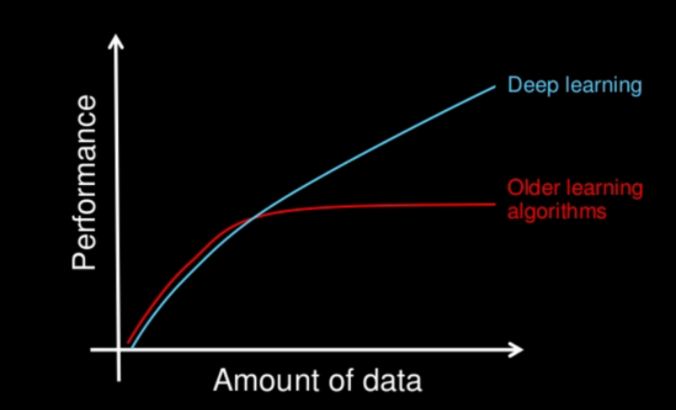 Performance
Deep learning
Older learning
algorithms
Amount of data